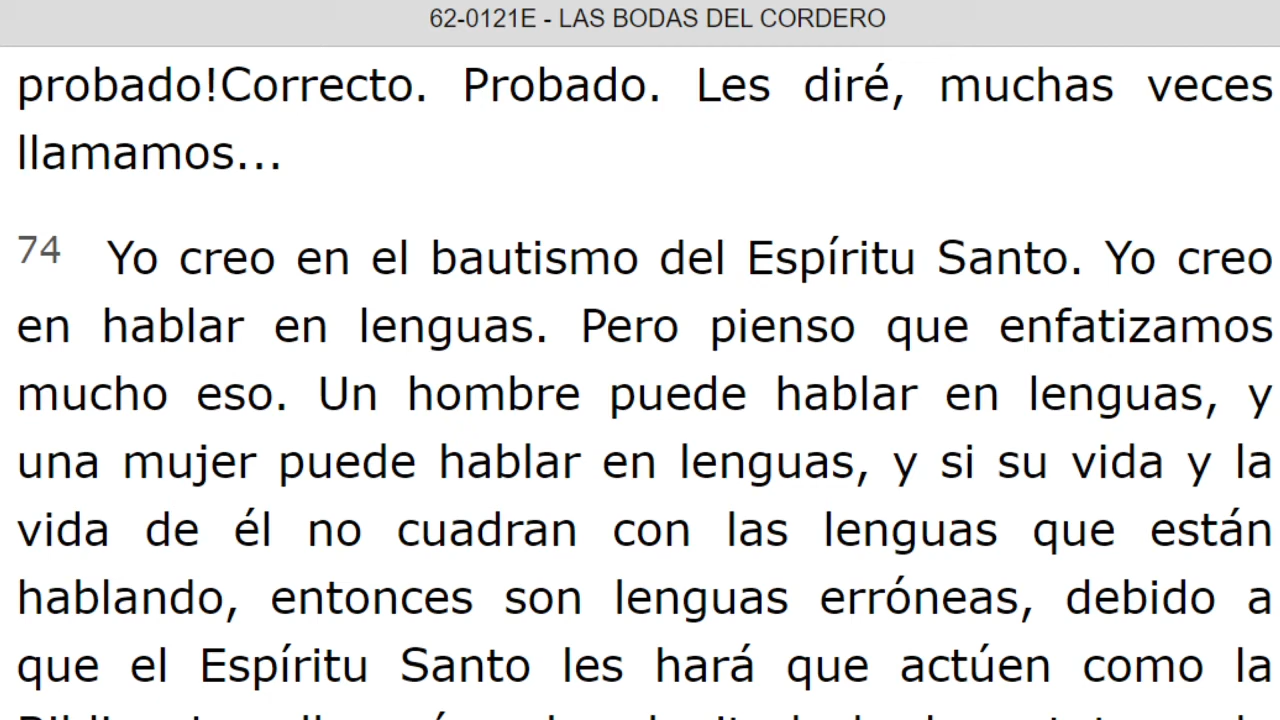 62-0121E - LAS BODAS DEL CORDERO
probado!Correcto. Probado. Les diré, muchas veces
llamamos...
74 Yo creo en el bautismo del Espíritu Santo. Yo creo
en hablar en lenguas. Pero pienso que enfatizamos
mucho eso. Un hombre puede hablar en lenguas, y
una mujer puede hablar en lenguas, y si su vida y la
vida de él no cuadran con las lenguas que están
hablando, entonces son lenguas erróneas, debido a
que el Espíritu Santo les hará que actúen como la